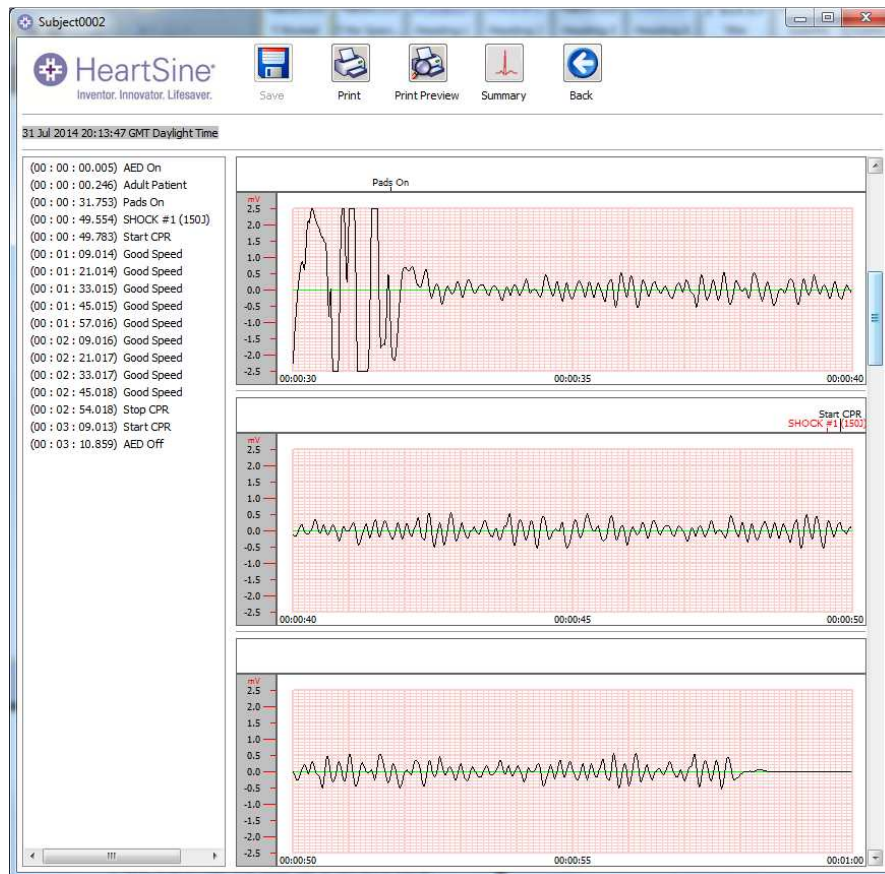 Subject0002
HeartSine
Inventor. Innovator. Lifesaver.
Save
Print
Print Preview
Summary
Back
31 Jul 2014 20:13:47 GMT Daylight Time
(00 : 00 : 00.005) AED On
(00 : 00 : 00.246) Adult Patient
(00 : 00 : 31.753) Pads On
(00 : 00 : 49.554) SHOCK #1 (150J)
(00 : 00 : 49.783) Start CPR
(00 : 01 : 09.014) Good Speed
(00 : 01 : 21.014) Good Speed
(00 : 01 : 33.015) Good Speed
(00 : 01 : 45.015) Good Speed
(00 : 01 : 57.016) Good Speed
(00 : 02 : 09.016) Good Speed
(00 : 02 : 21.017) Good Speed
(00 : 02 : 33.017) Good Speed
(00 : 02 : 45.018) Good Speed
(00 : 02 : 54.018) Stop CPR
(00 : 03 : 09.013) Start CPR
(00 : 03 : 10.859) AED Off
Pads On
mV
2.5
2.0
1.5
1.0
0.5
0.0
-0.5
-1.0
-1.5
-2.0
-2.5
00:00:30
00:00:35
00:00:40
Start CPR
SHOCK #1 (150J)
mV
2.5
2.0
1.5
1.0
0.5
0.0
-0.5
-1.0
-1.5
-2.0
-2.5
00:00:40
00:00:45
00:00:50
mV
2.5
2.0
1.5
1.0
0.5
0.0
-0.5
-1.0
-1.5
-2.0
-2.5
00:00:50
00:00:55
00:01:00